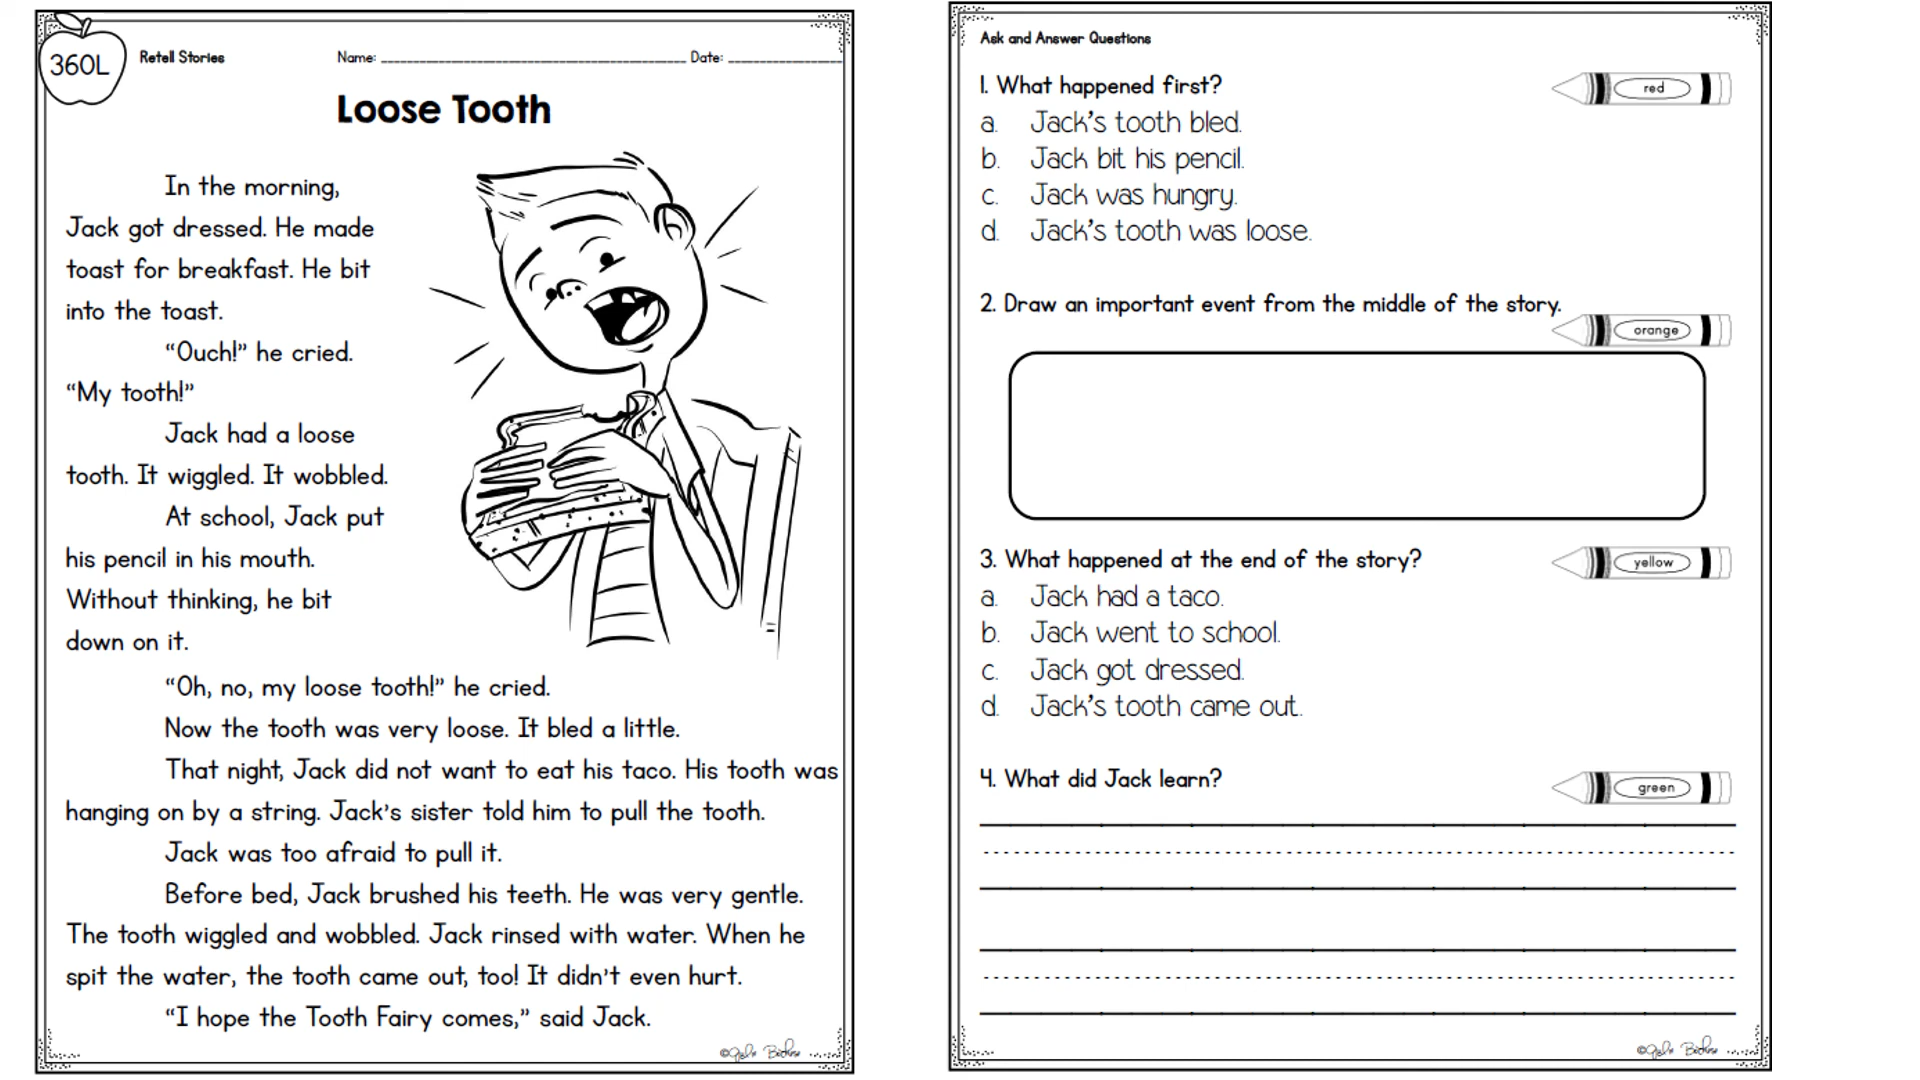 360L
Retell Stories
Name: ______ Date: ______
Loose Tooth
In the morning,
Jack got dressed. He made
toast for breakfast. He bit
into the toast.
“Ouch!” he cried.
“My tooth!”
Jack had a loose
tooth. It wiggled. It wobbled.
At school, Jack put
his pencil in his mouth.
Without thinking, he bit
down on it.
“Oh, no, my loose tooth!” he cried.
Now the tooth was very loose. It bled a little.
That night, Jack did not want to eat his taco. His tooth was
hanging on by a string. Jack’s sister told him to pull the tooth.
Jack was too afraid to pull it.
Before bed, Jack brushed his teeth. He was very gentle.
The tooth wiggled and wobbled. Jack rinsed with water. When he
spit the water, the tooth came out, too! It didn’t even hurt.
“I hope the Tooth Fairy comes,” said Jack.
Ask and Answer Questions
1. What happened first?
red
a. Jack’s tooth bled.
b. Jack bit his pencil.
c. Jack was hungry.
d. Jack’s tooth was loose.
2. Draw an important event from the middle of the story.
orange
3. What happened at the end of the story?
yellow
a. Jack had a taco.
b. Jack went to school.
c. Jack got dressed.
d. Jack’s tooth came out.
4. What did Jack learn?
green